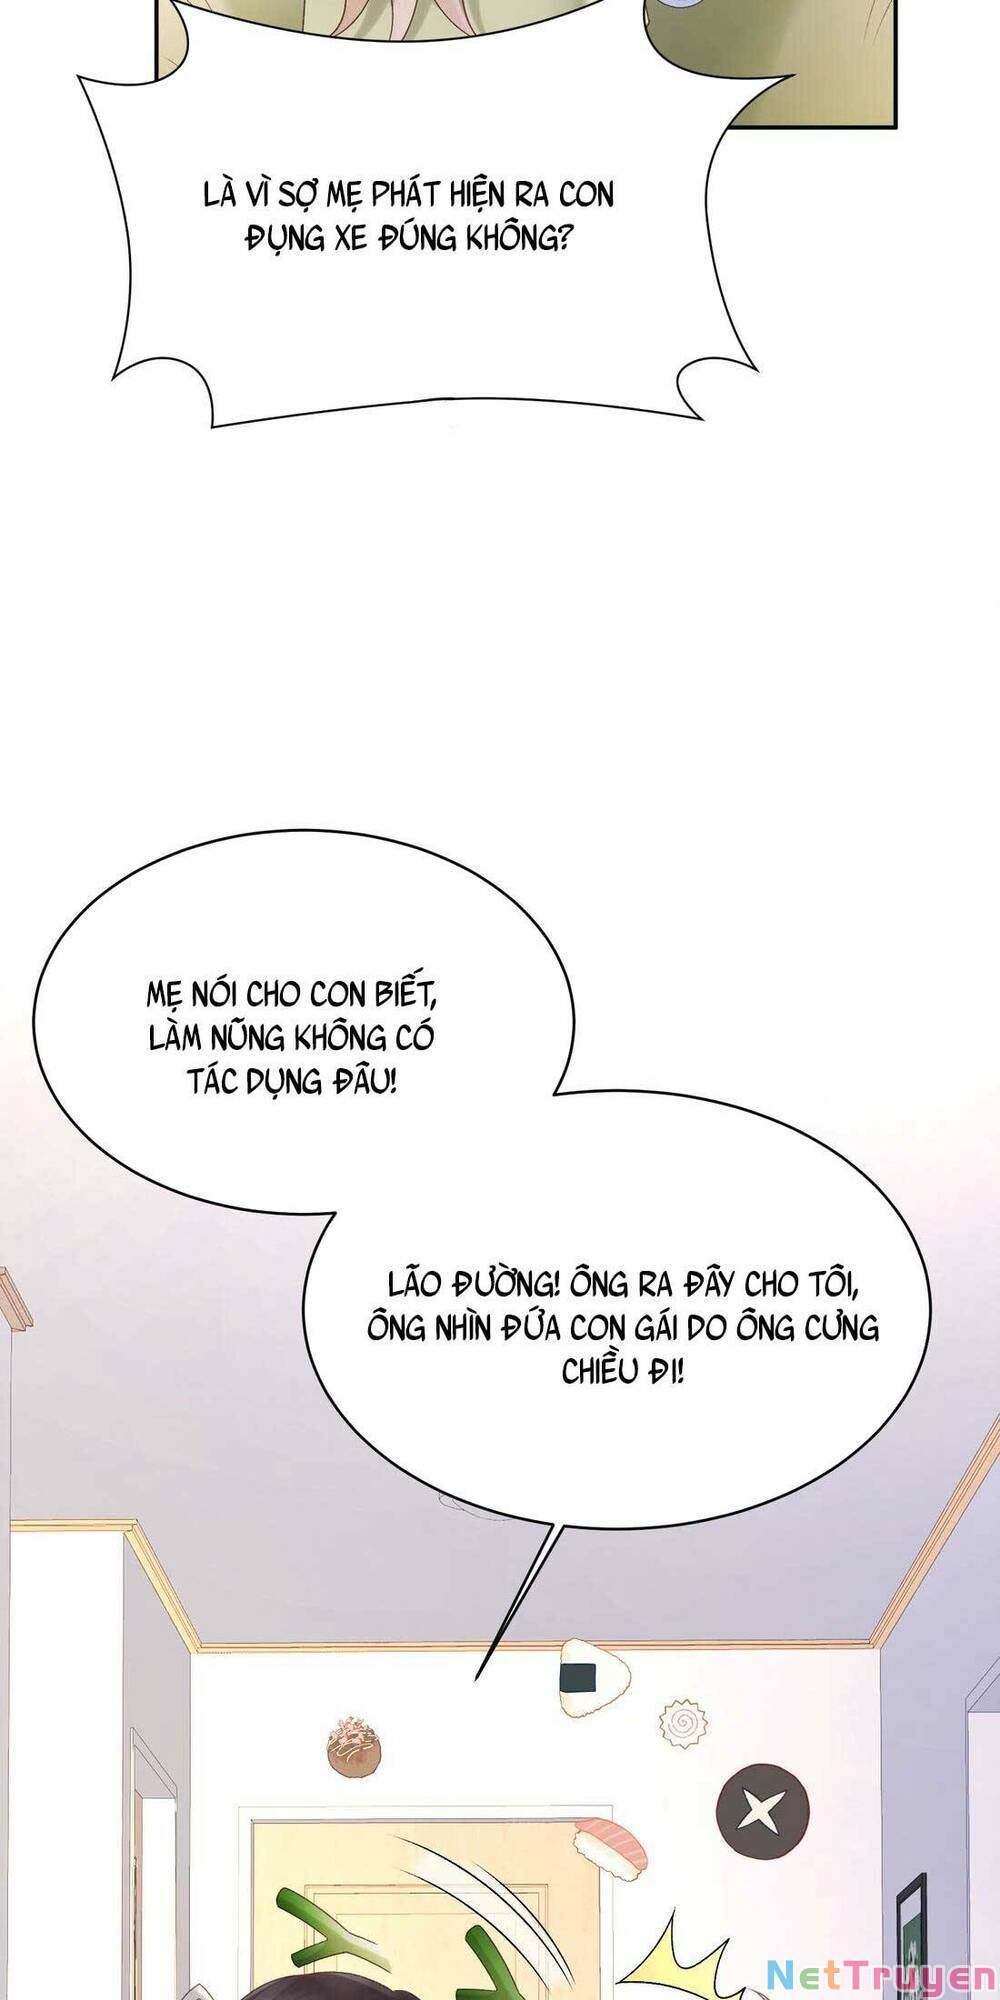 LÀ VÌ SỢ MẸ PHÁT HIỆN RA CON
ĐỤNG XE ĐÚNG KHÔNG?
MẸ NÓI CHO CON BIẾT,
LÀM NŨNG KHÔNG CÓ
TÁC DỤNG ĐÂU!
LÃO ĐƯỜNG! ÔNG RA ĐÂY CHO TÔI,
ÔNG NHÌN ĐỨA CON GÁI DO ÔNG CƯNG
CHIỀU ĐI!
NetTruyen